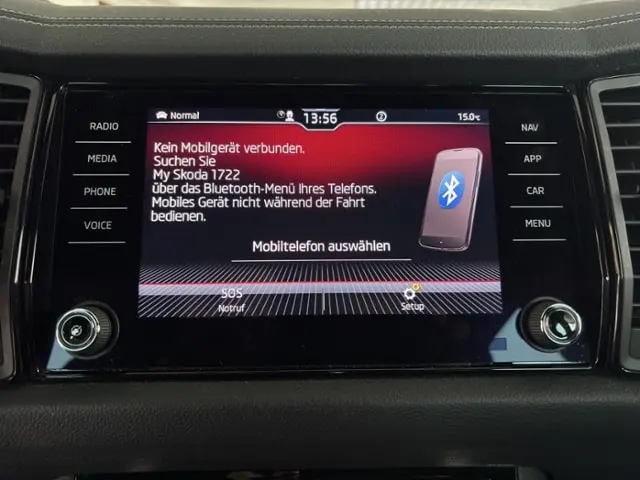 Normal 13:56 2 15.0°C
RADIO
MEDIA
PHONE
VOICE
Kein Mobilgerät verbunden.
Suchen Sie
My Skoda 1722
über das Bluetooth-Menü Ihres Telefons.
Mobiles Gerät nicht während der Fahrt
bedienen.
Mobiltelefon auswählen
SOS
Notruf
Setup
NAV
APP
CAR
MENU